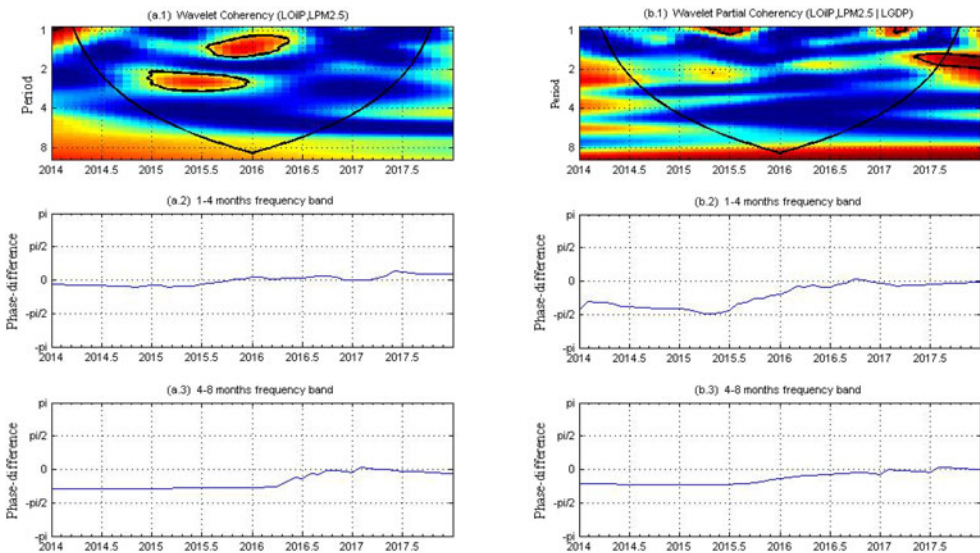 (a.1) Wavelet Coherency (LOilP,LPM2.5)
Period
1
2
4
8
2014 2014.5 2015 2015.5 2016 2016.5 2017 2017.5
(a.2) 1-4 months frequency band
Phase-difference
pi
pi/2
0
-pi/2
-pi
2014 2014.5 2015 2015.5 2016 2016.5 2017 2017.5
(a.3) 4-8 months frequency band
Phase-difference
pi
pi/2
0
-pi/2
-pi
2014 2014.5 2015 2015.5 2016 2016.5 2017 2017.5
(b.1) Wavelet Partial Coherency (LOilP,LPM2.5 | LGDP)
Period
1
2
4
8
2014 2014.5 2015 2015.5 2016 2016.5 2017 2017.5
(b.2) 1-4 months frequency band
Phase-difference
pi
pi/2
0
-pi/2
-pi
2014 2014.5 2015 2015.5 2016 2016.5 2017 2017.5
(b.3) 4-8 months frequency band
Phase-difference
pi
pi/2
0
-pi/2
-pi
2014 2014.5 2015 2015.5 2016 2016.5 2017 2017.5